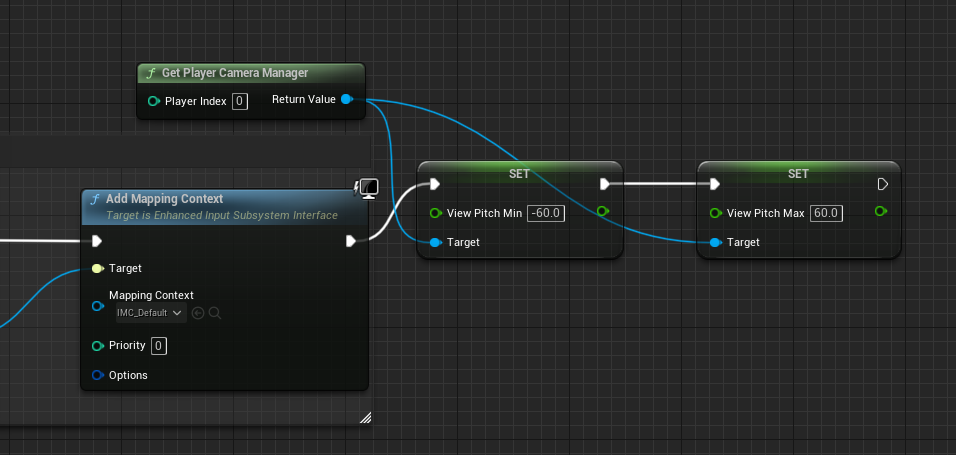 Get Player Camera Manager
Player Index 0 Return Value
Add Mapping Context
Target is Enhanced Input Subsystem Interface
Target
Mapping Context
IMC_Default
Priority 0
Options
SET
View Pitch Min -60.0
Target
SET
View Pitch Max 60.0
Target